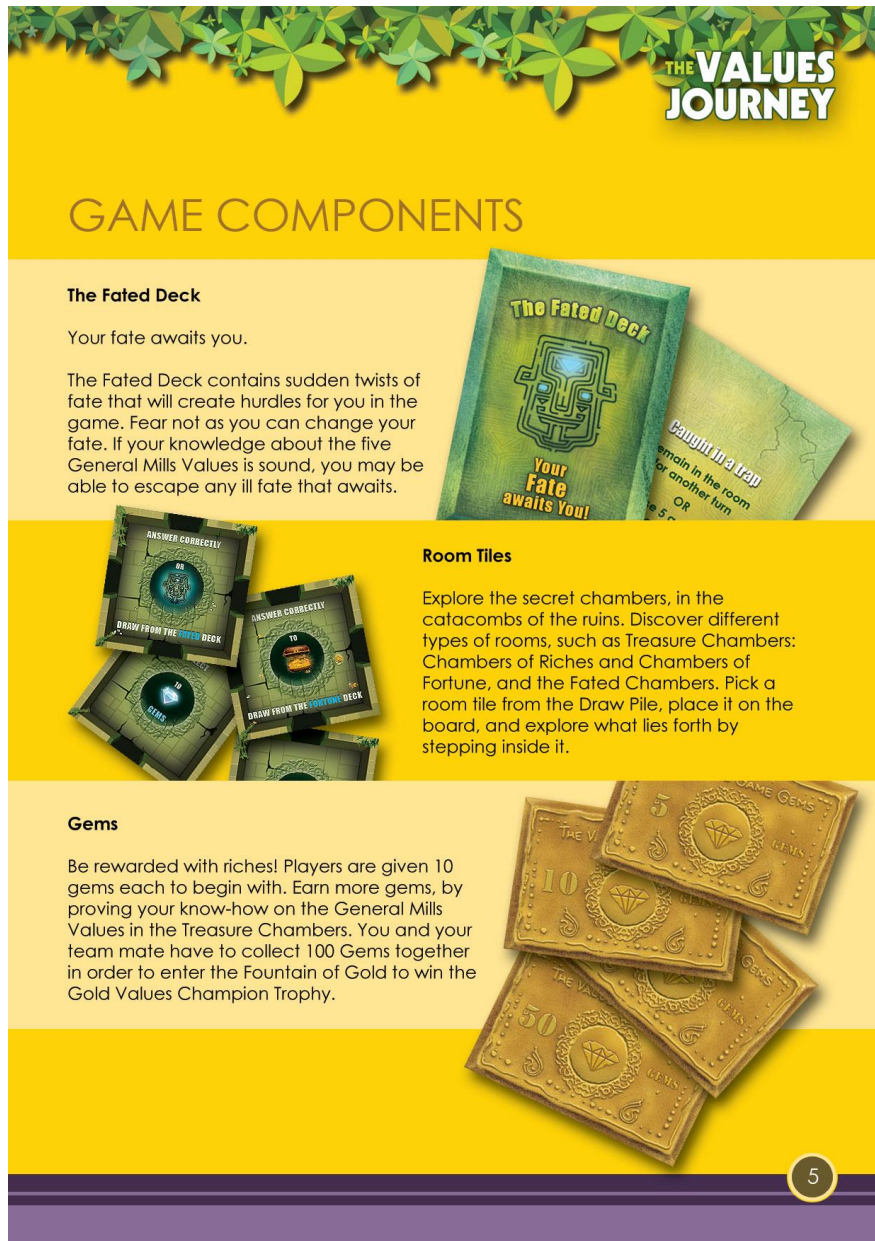 THE VALUES
JOURNEY
GAME COMPONENTS
The Fated Deck
Your fate awaits you.
The Fated Deck contains sudden twists of
fate that will create hurdles for you in the
game. Fear not as you can change your
fate. If your knowledge about the five
General Mills Values is sound, you may be
able to escape any ill fate that awaits.
The Fated Deck
Your
Fate
awaits You!
Caught in a trap
emain in the room
or another turn
OR
e 5
ANSWER CORRECTLY
OR
DRAW FROM THE FATED DECK
ANSWER CORRECTLY
TO
DRAW FROM THE FORTUNE DECK
TO
GEMS
Room Tiles
Explore the secret chambers, in the
catacombs of the ruins. Discover different
types of rooms, such as Treasure Chambers:
Chambers of Riches and Chambers of
Fortune, and the Fated Chambers. Pick a
room tile from the Draw Pile, place it on the
board, and explore what lies forth by
stepping inside it.
Gems
Be rewarded with riches! Players are given 10
gems each to begin with. Earn more gems, by
proving your know-how on the General Mills
Values in the Treasure Chambers. You and your
team mate have to collect 100 Gems together
in order to enter the Fountain of Gold to win the
Gold Values Champion Trophy.
GAME GEMS
5
GEMS
THE V
10
GEMS
GEMS
THE VAL
50
GEMS
5